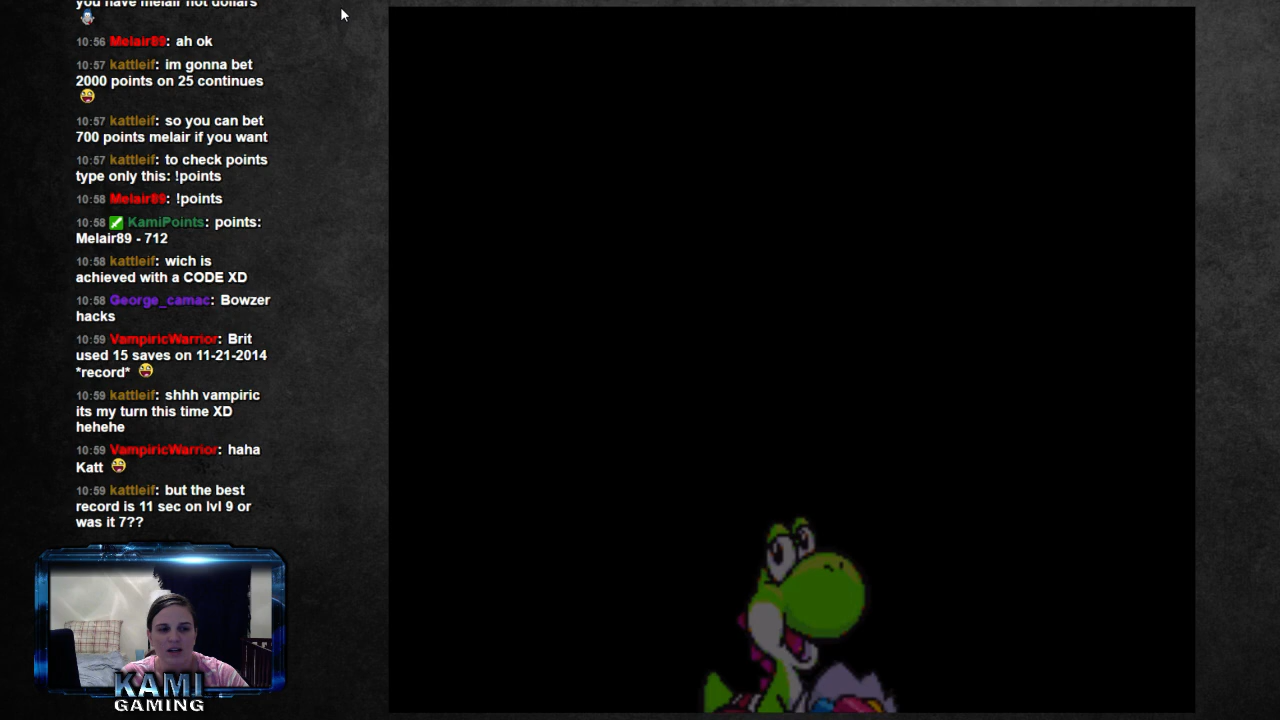 you have melair not dollars
10:56 Melair89: ah ok
10:57 kattleif: im gonna bet
2000 points on 25 continues
10:57 kattleif: so you can bet
700 points melair if you want
10:57 kattleif: to check points
type only this: !points
10:58 Melair89: !points
10:58 KamiPoints: points:
Melair89 - 712
10:58 kattleif: wich is
achieved with a CODE XD
10:58 George_camac: Bowzer
hacks
10:59 VampiricWarrior: Brit
used 15 saves on 11-21-2014
*record*
10:59 kattleif: shhh vampiric
its my turn this time XD
hehehe
10:59 VampiricWarrior: haha
Katt
10:59 kattleif: but the best
record is 11 sec on lvl 9 or
was it 7??
KAMI
GAMING